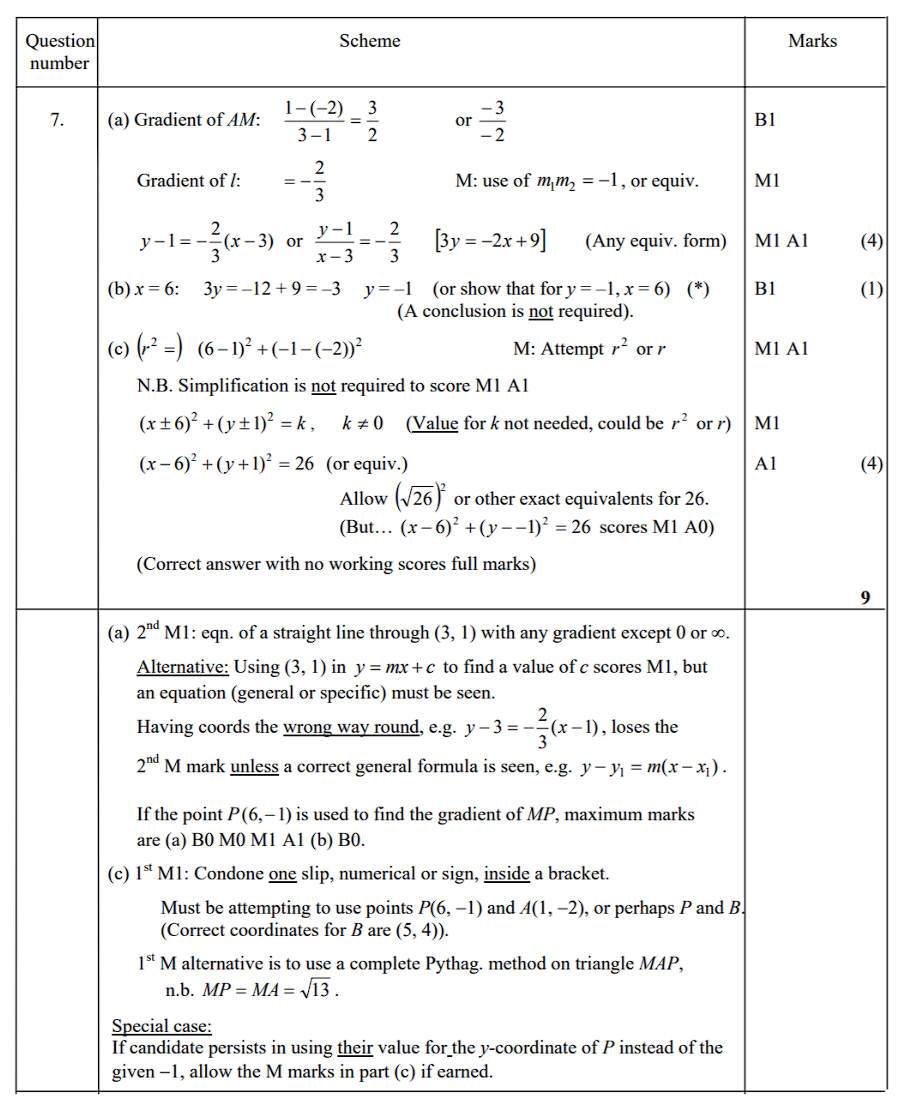 Question number Scheme Marks
7. (a) Gradient of AM: \frac{1-(-2)}{3-1} = \frac{3}{2} or \frac{-3}{-2} B1
Gradient of l: = -\frac{2}{3} M: use of m_1m_2 = -1, or equiv. M1
y-1 = -\frac{2}{3}(x-3) or \frac{y-1}{x-3} = -\frac{2}{3} [3y = -2x+9] (Any equiv. form) M1 A1 (4)
(b) x = 6: 3y = -12 + 9 = -3 y = -1 (or show that for y = -1, x = 6) (*) B1 (1)
(A conclusion is not required).
(c) (r^2 =) (6-1)^2 + (-1-(-2))^2 M: Attempt r^2 or r M1 A1
N.B. Simplification is not required to score M1 A1
(x±6)^2 + (y±1)^2 = k, k ≠ 0 (Value for k not needed, could be r^2 or r) M1
(x-6)^2 + (y+1)^2 = 26 (or equiv.) A1 (4)
Allow (\sqrt{26})^2 or other exact equivalents for 26.
(But… (x-6)^2 + (y--1)^2 = 26 scores M1 A0)
(Correct answer with no working scores full marks)
9
(a) 2nd M1: eqn. of a straight line through (3, 1) with any gradient except 0 or ∞.
Alternative: Using (3, 1) in y = mx + c to find a value of c scores M1, but
an equation (general or specific) must be seen.
Having coords the wrong way round, e.g. y-3 = -\frac{2}{3}(x-1), loses the
2nd M mark unless a correct general formula is seen, e.g. y - y_1 = m(x - x_1).
If the point P(6,-1) is used to find the gradient of MP, maximum marks
are (a) B0 M0 M1 A1 (b) B0.
(c) 1st M1: Condone one slip, numerical or sign, inside a bracket.
Must be attempting to use points P(6, -1) and A(1, -2), or perhaps P and B.
(Correct coordinates for B are (5, 4)).
1st M alternative is to use a complete Pythag. method on triangle MAP,
n.b. MP = MA = \sqrt{13}.
Special case:
If candidate persists in using their value for the y-coordinate of P instead of the
given -1, allow the M marks in part (c) if earned.